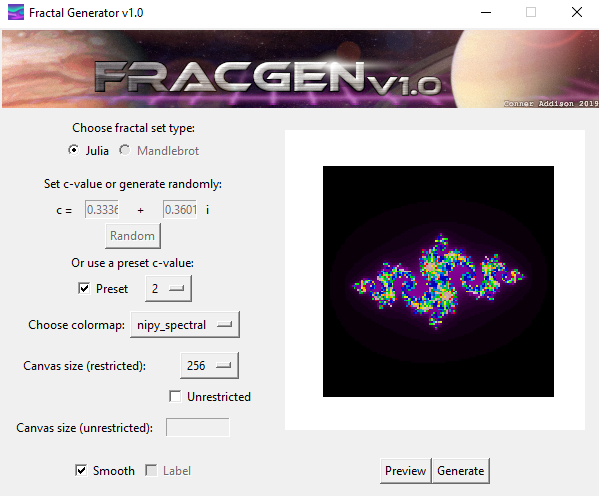 Fractal Generator v1.0
FRACGEN v1.0
Conner Addison 2019
Choose fractal set type:
Julia Mandlebrot
Set c-value or generate randomly:
c = 0.3336 + 0.3601 i
Random
Or use a preset c-value:
Preset 2
Choose colormap: nipy_spectral
Canvas size (restricted): 256
Unrestricted
Canvas size (unrestricted):
Smooth Label
Preview Generate